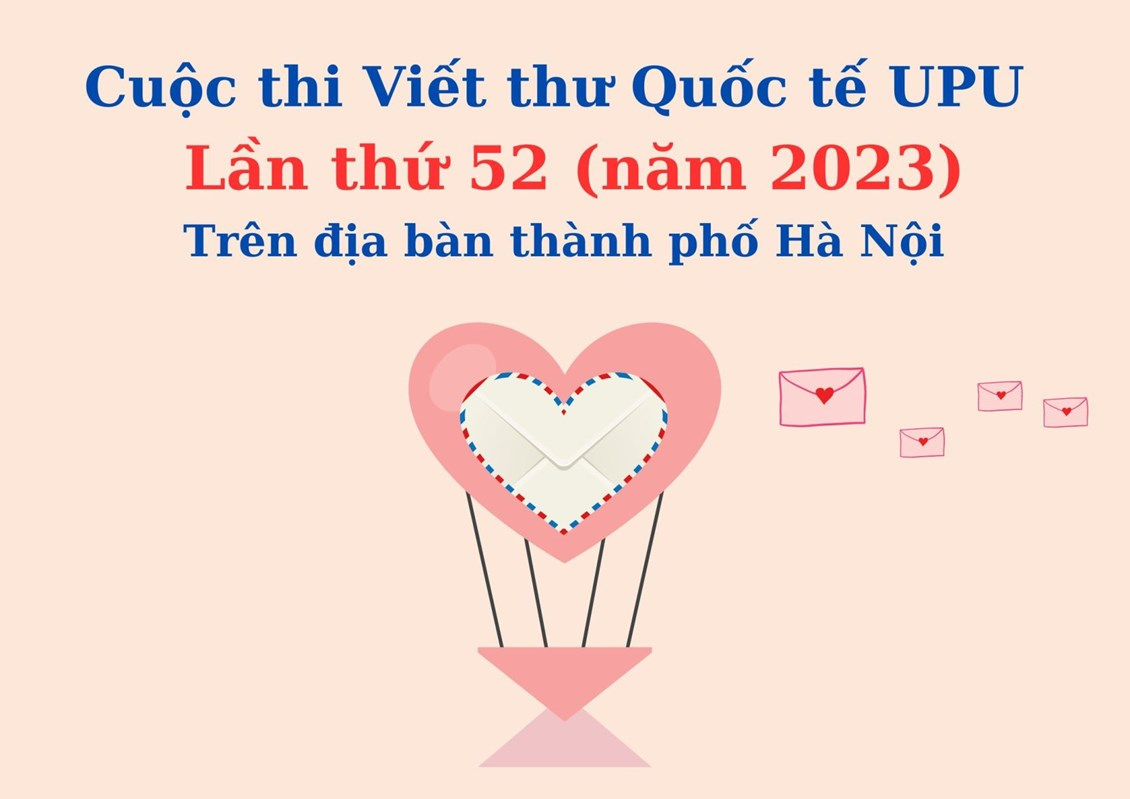 Cuộc thi Viết thư Quốc tế UPU
Lần thứ 52 (năm 2023)
Trên địa bàn thành phố Hà Nội